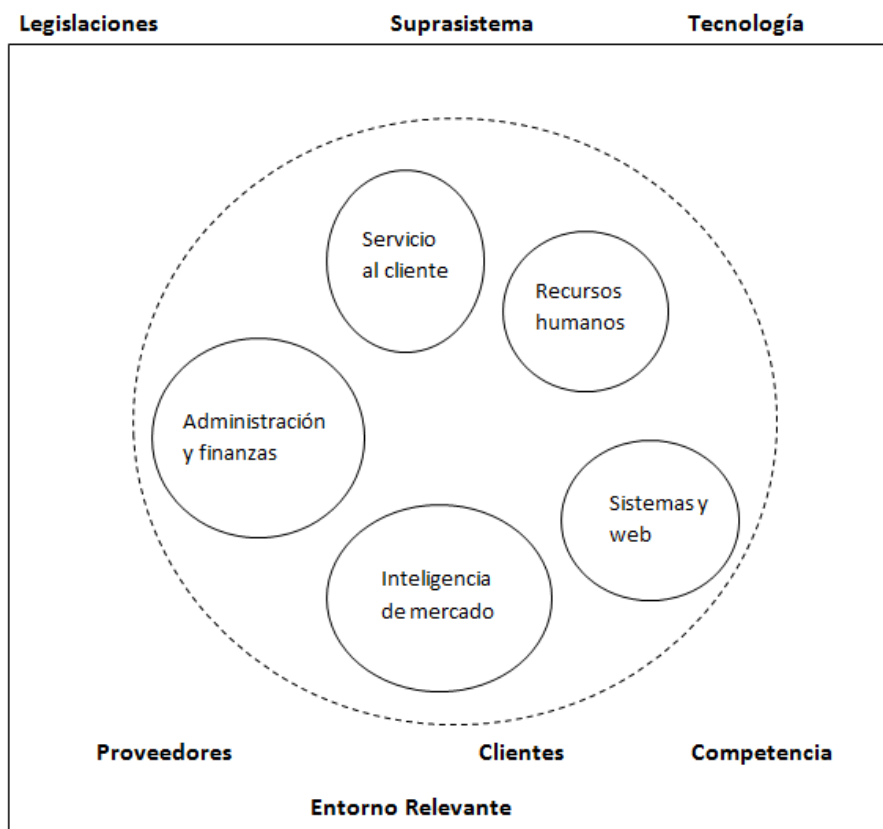 Legislaciones Suprasistema Tecnología
Servicio
al cliente
Recursos
humanos
Administración
y finanzas
Sistemas y
web
Inteligencia
de mercado
Proveedores Clientes Competencia
Entorno Relevante